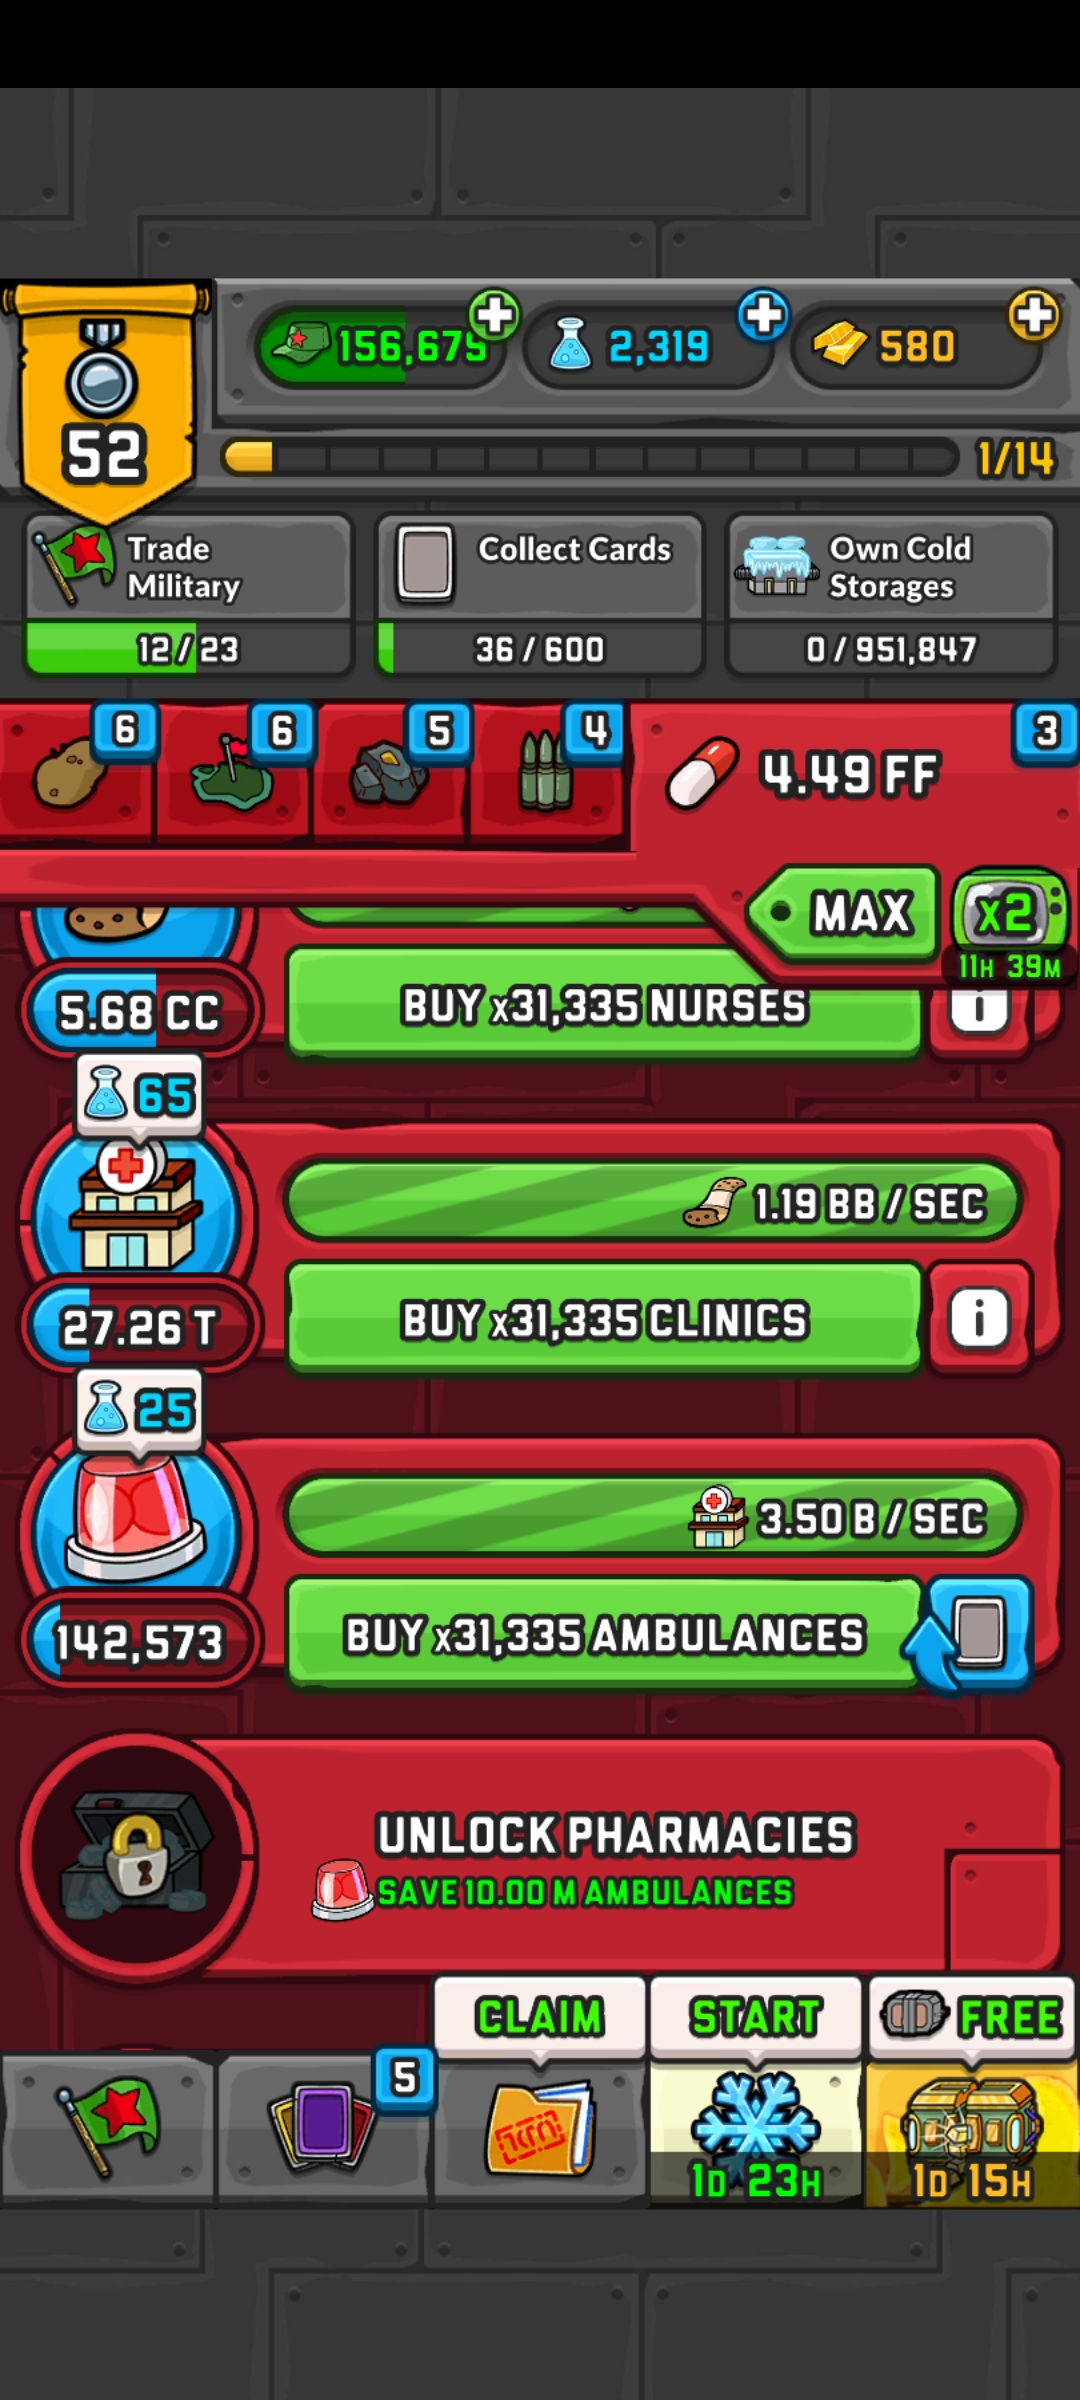 156,679
2,319
580
52
1/14
Trade
Military
12/23
Collect Cards
36/600
Own Cold
Storages
0/951,847
6
6
5
4
3
4.49 FF
MAX
x2
11H 39M
5.68 CC
BUY x31,335 NURSES
i
65
1.19 BB / SEC
27.26 T
BUY x31,335 CLINICS
i
25
3.50 B / SEC
142,573
BUY x31,335 AMBULANCES
UNLOCK PHARMACIES
SAVE 10.00 M AMBULANCES
CLAIM
START
FREE
5
1D 23H
1D 15H